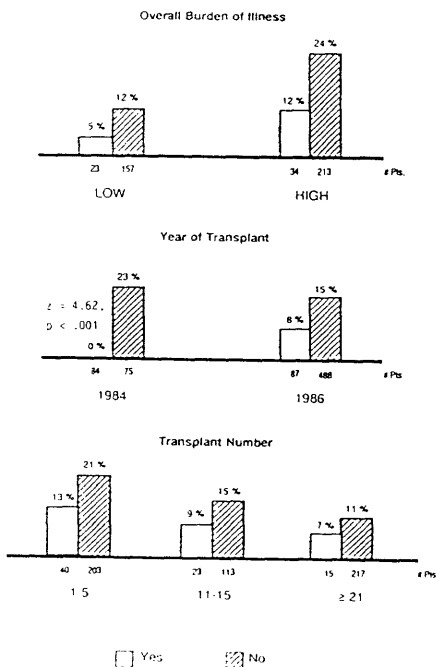 Overall Burden of Illness
24 %
12 %
12 %
5 %
23 157 34 213 # Pts.
LOW HIGH
Year of Transplant
23 %
15 %
z = 4.62,
p < .001
8 %
0 %
84 75 87 488 # Pts
1984 1986
Transplant Number
21 %
13 %
15 %
9 %
11 %
7 %
40 203 23 113 15 217 # Pts
1-5 11-15 ≥ 21
Yes No